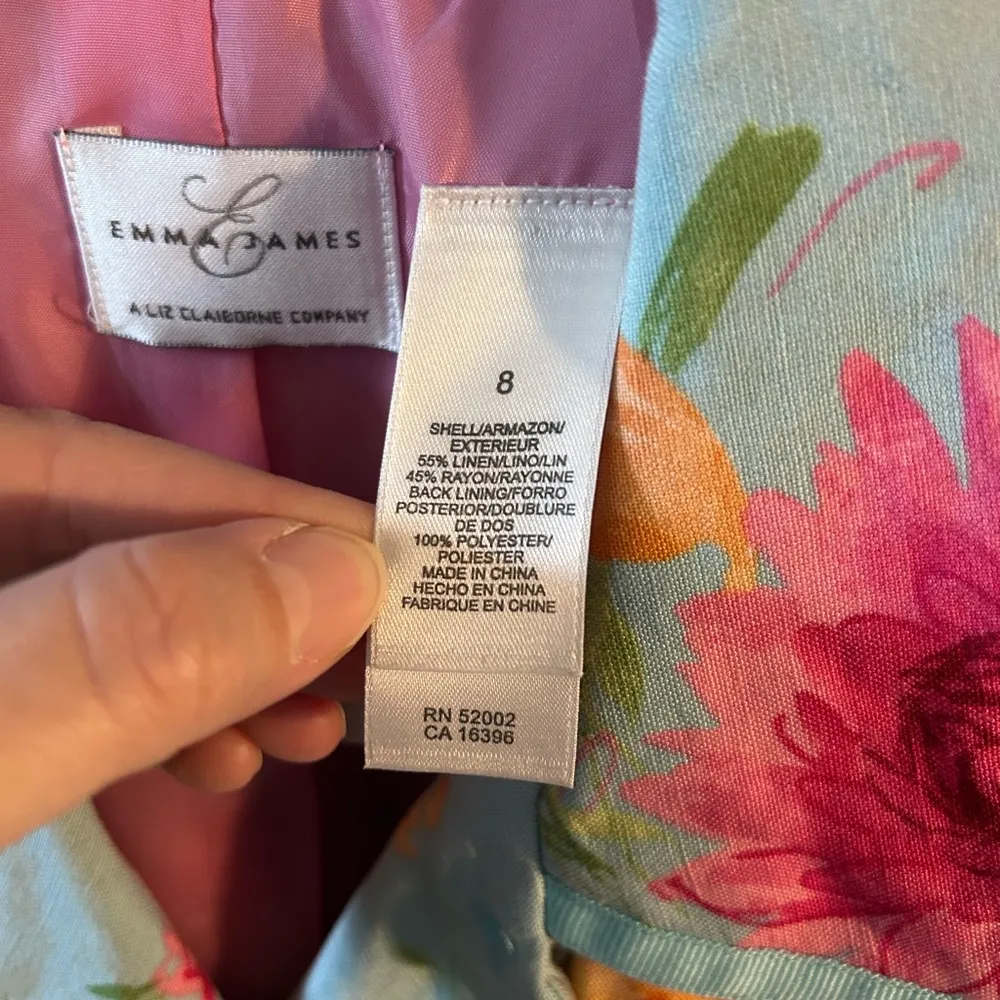 E
EMMA JAMES
A LIZ CLAIBORNE COMPANY
8
SHELL/ARMAZON/
EXTERIEUR
55% LINEN/LINO/LIN
45% RAYON/RAYONNE
BACK LINING/FORRO
POSTERIOR/DOUBLURE
DE DOS
100% POLYESTER/
POLIESTER
MADE IN CHINA
HECHO EN CHINA
FABRIQUE EN CHINE
RN 52002
CA 16396